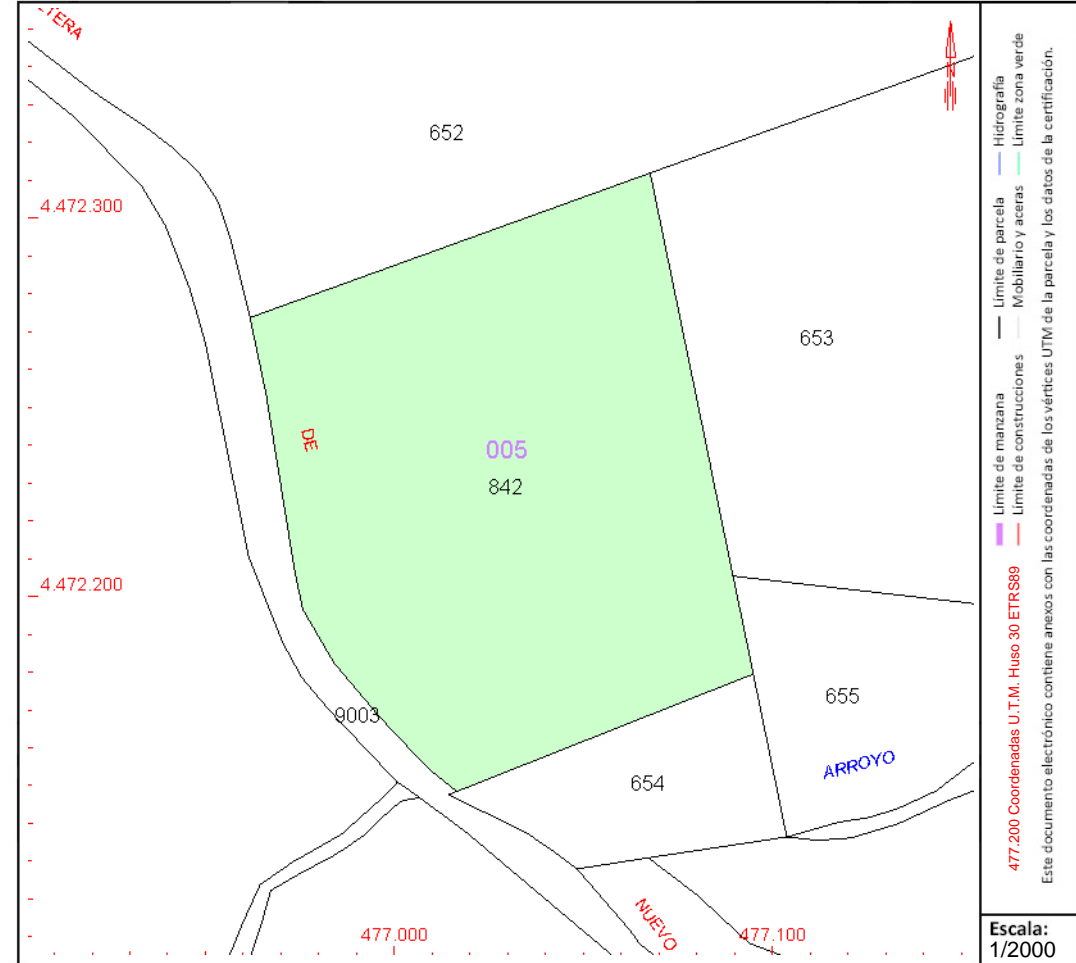 652
4.472.300
653
DE
005
842
4.472.200
655
9003
ARROYO
654
NUEVO
477.000
477.100
Hidrografía
Límite zona verde
Límite de parcela
Mobiliario y aceras
Límite de manzana
Límite de construcciones
477.200 Coordenadas U.T.M. Huso 30 ETRS89
Este documento electrónico contiene anexos con las coordenadas de los vértices UTM de la parcela y los datos de la certificación.
Escala:
1/2000